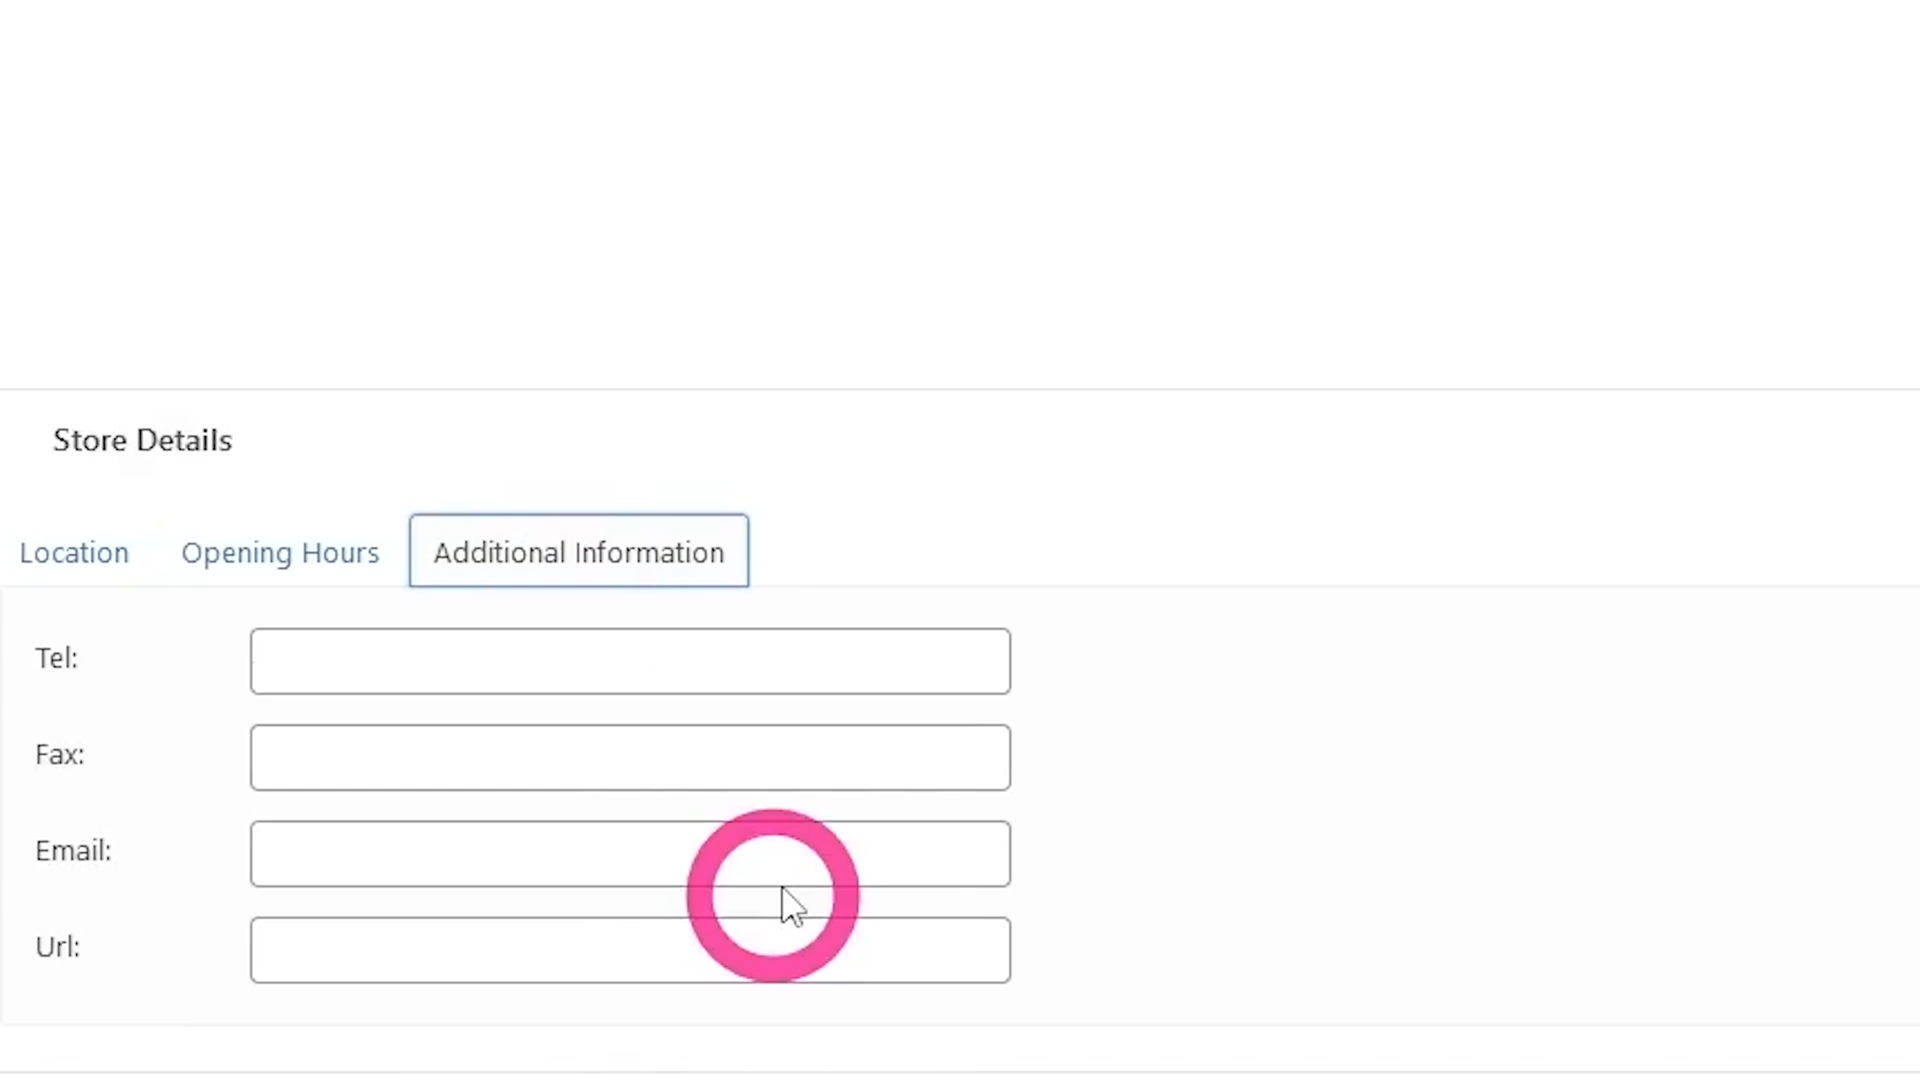 Store Details
Location Opening Hours Additional Information
Tel:
Fax:
Email:
Url: